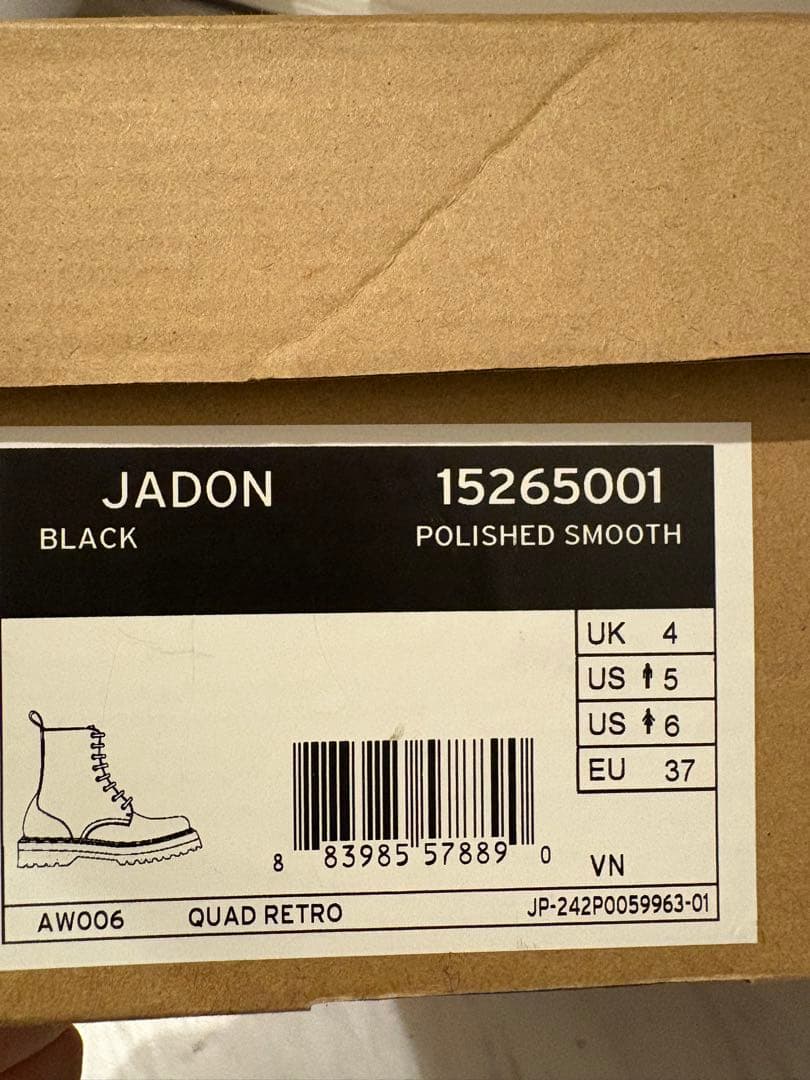 JADON 15265001
BLACK POLISHED SMOOTH
UK 4
US 5
US 6
EU 37
8 83985 57889 0 VN
AW006 QUAD RETRO JP-242P0059963-01